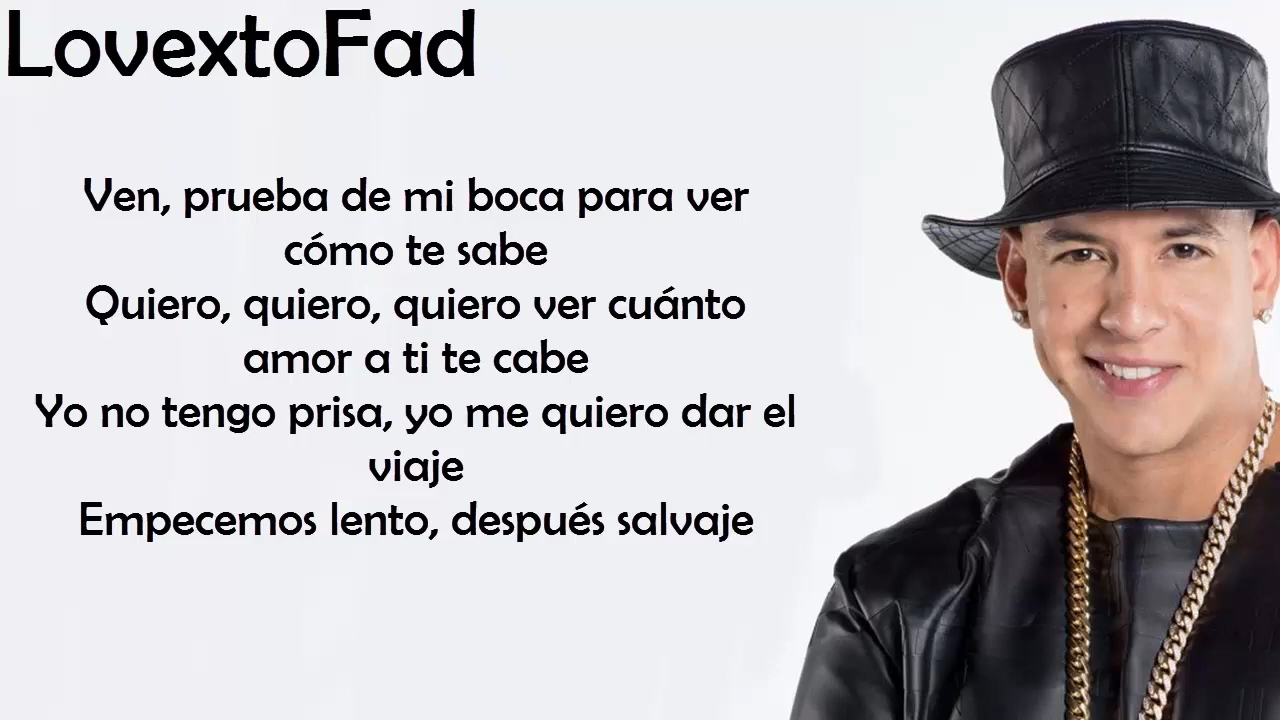 LovextoFad
Ven, prueba de mi boca para ver
cómo te sabe
Quiero, quiero, quiero ver cuánto
amor a ti te cabe
Yo no tengo prisa, yo me quiero dar el
viaje
Empecemos lento, después salvaje